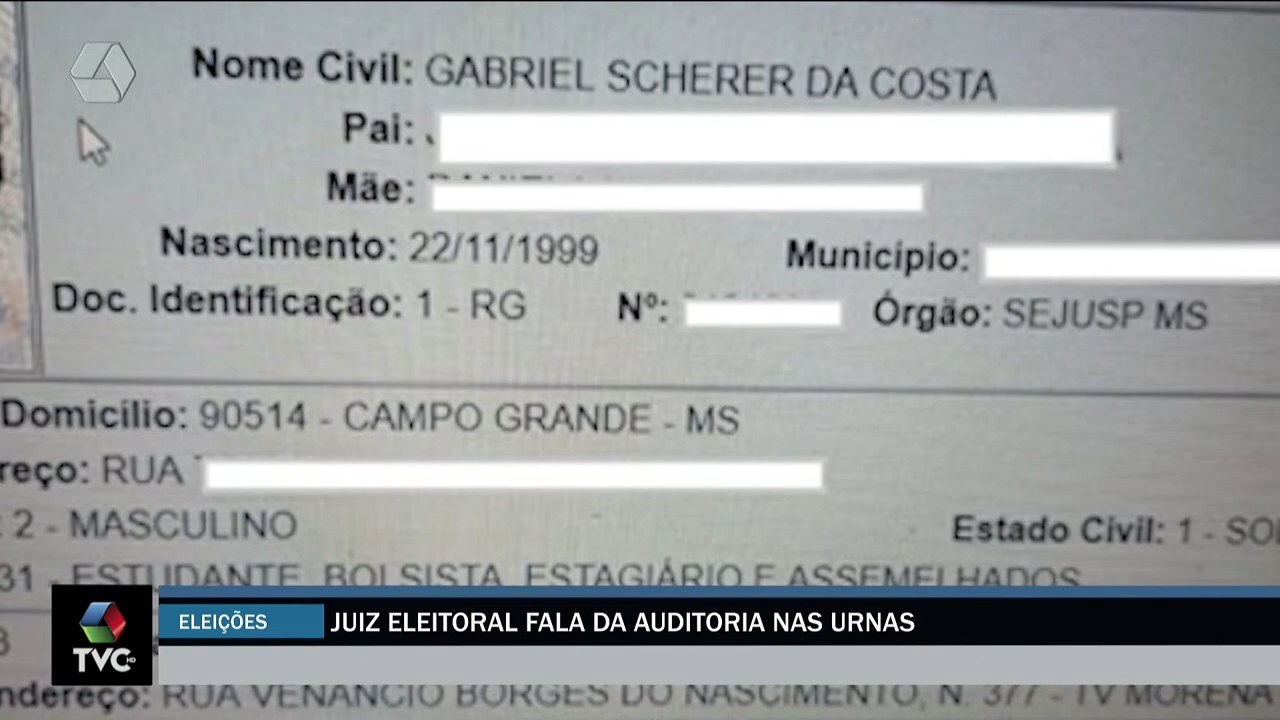 Nome Civil: GABRIEL SCHERER DA COSTA
Pai:
Mãe:
Nascimento: 22/11/1999 Município:
Doc. Identificação: 1 - RG Nº: Órgão: SEJUSP MS
Domicílio: 90514 - CAMPO GRANDE - MS
reço: RUA
: 2 - MASCULINO Estado Civil: 1 -
31 - ESTUDANTE, BOLSISTA, ESTAGIÁRIO E ASSEMELHADOS
ELEIÇÕES JUIZ ELEITORAL FALA DA AUDITORIA NAS URNAS
TVC HD
ndereço: RUA VENANCIO BORGES DO NASCIMENTO, N. 377 - TV MORENA